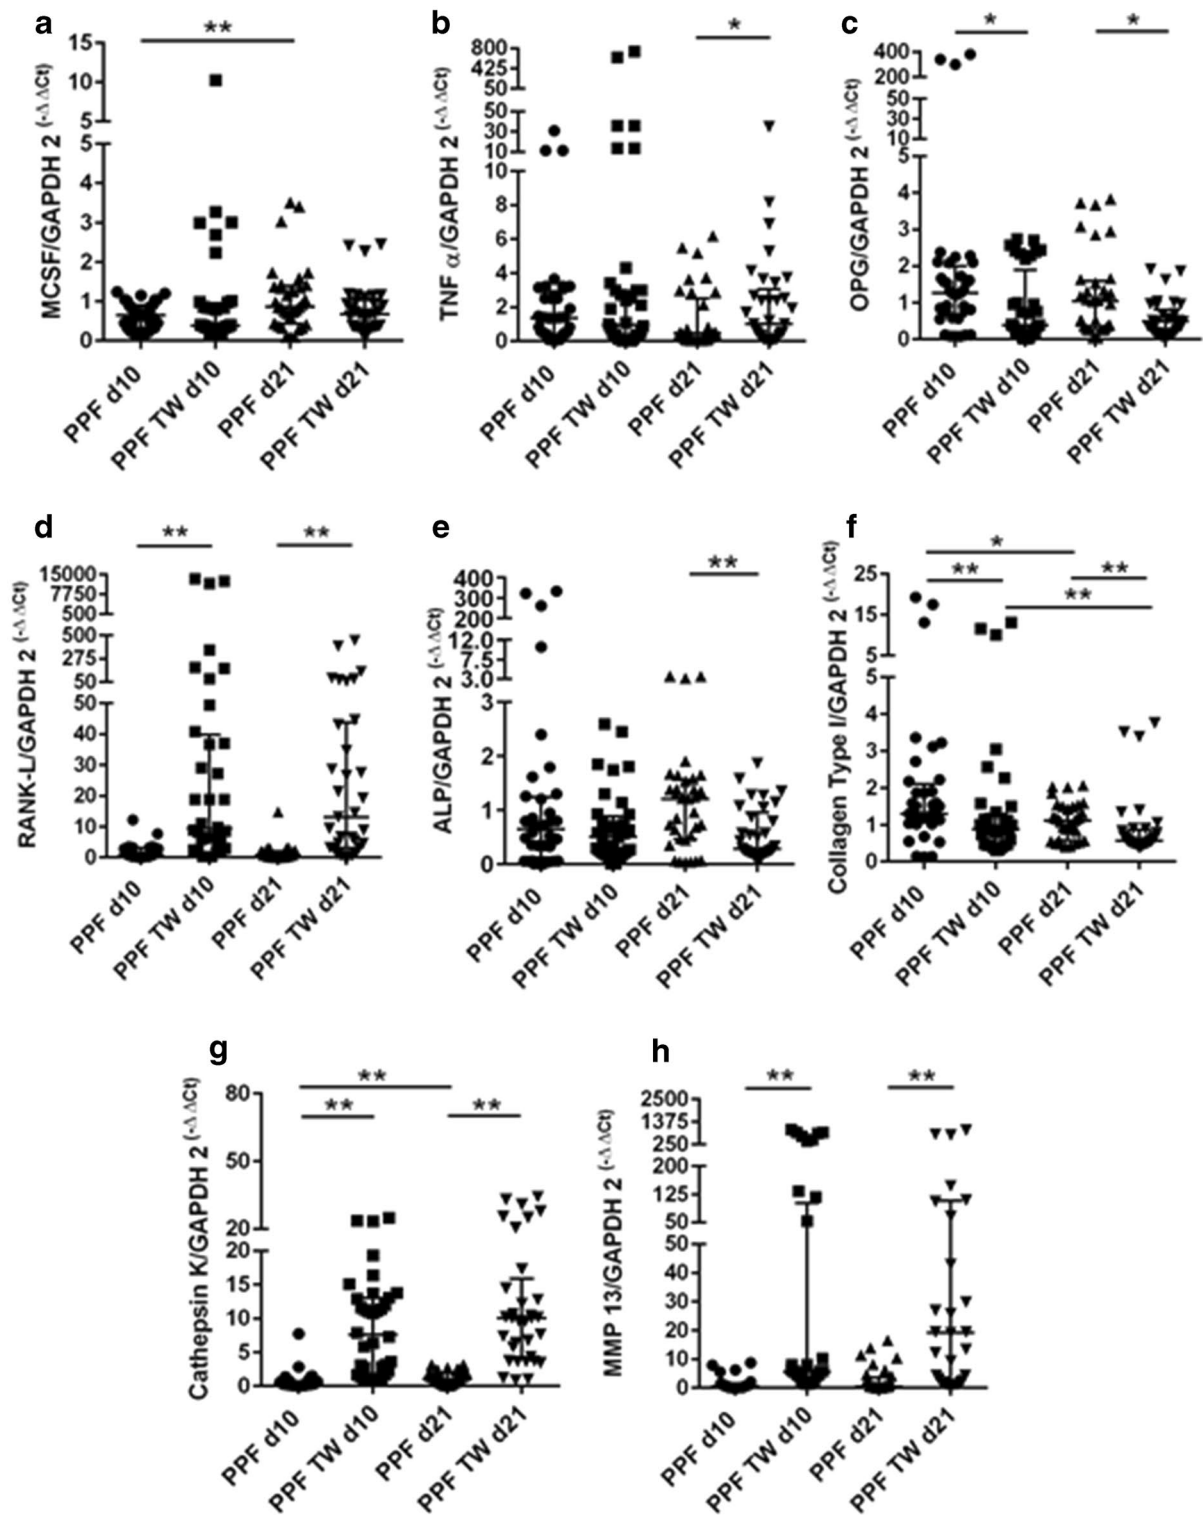 a
**
MCSF/GAPDH 2 (-Δ ΔCt)
15
10
5
5
4
3
2
1
0
PPF d10
PPF TW d10
PPF d21
PPF TW d21
b
*
TNF α/GAPDH 2 (-Δ ΔCt)
800
425
50
50
30
10
10
8
6
4
2
0
PPF d10
PPF TW d10
PPF d21
PPF TW d21
c
*
*
OPG/GAPDH 2 (-Δ ΔCt)
400
200
50
30
10
5
4
3
2
1
0
PPF d10
PPF TW d10
PPF d21
PPF TW d21
d
**
**
RANK-L/GAPDH 2 (-Δ ΔCt)
15000
7750
500
500
275
50
50
40
30
20
10
0
PPF d10
PPF TW d10
PPF d21
PPF TW d21
e
**
ALP/GAPDH 2 (-Δ ΔCt)
400
300
200
12.0
7.5
3.0
3
2
1
0
PPF d10
PPF TW d10
PPF d21
PPF TW d21
f
*
**
**
**
Collagen Type I/GAPDH 2 (-Δ ΔCt)
25
15
5
5
4
3
2
1
0
PPF d10
PPF TW d10
PPF d21
PPF TW d21
g
**
**
**
Cathepsin K/GAPDH 2 (-Δ ΔCt)
80
50
20
20
15
10
5
0
PPF d10
PPF TW d10
PPF d21
PPF TW d21
h
**
**
MMP 13/GAPDH 2 (-Δ ΔCt)
2500
1375
250
200
125
50
50
40
30
20
10
0
PPF d10
PPF TW d10
PPF d21
PPF TW d21